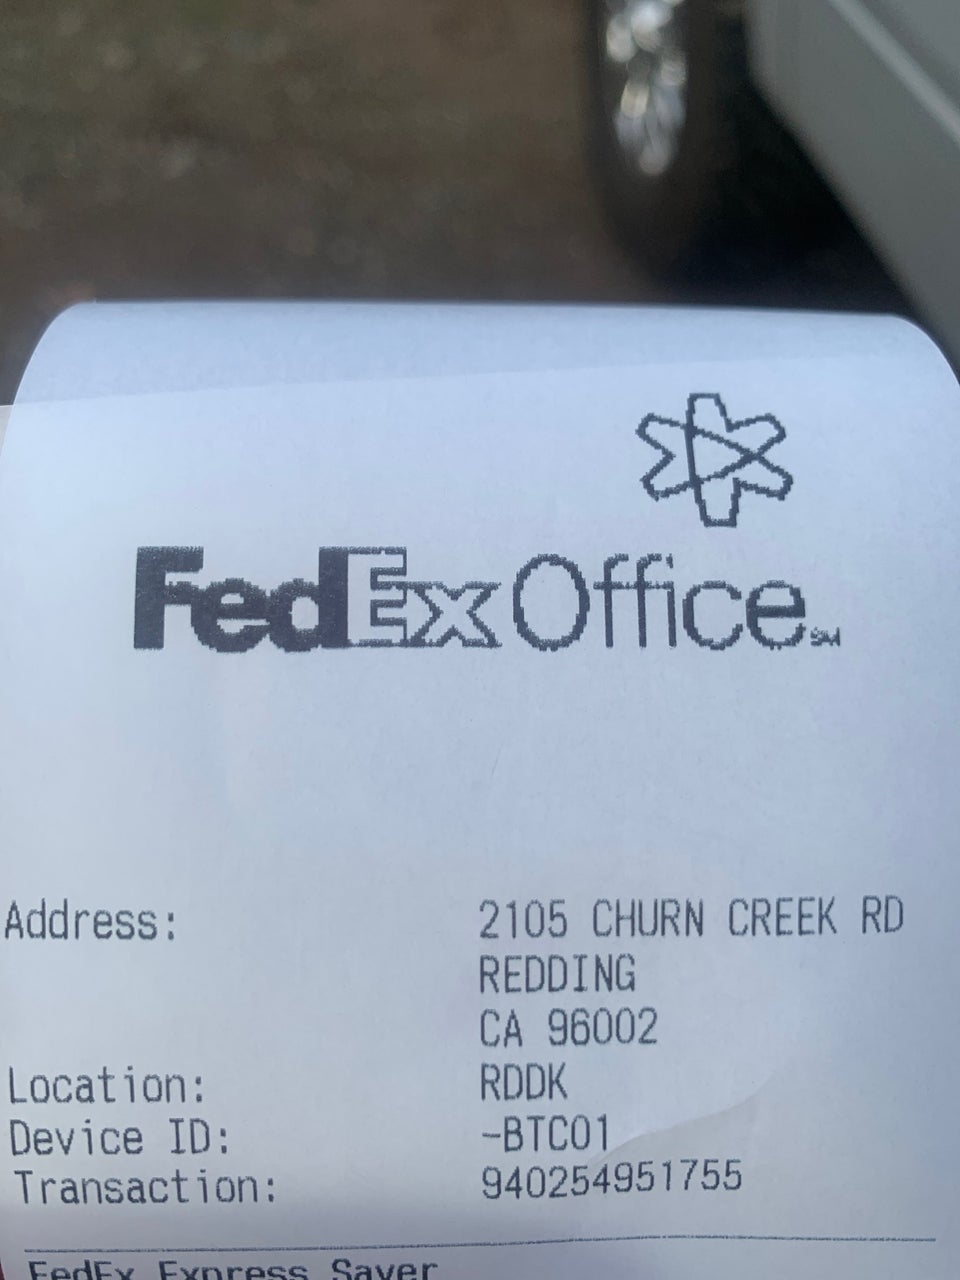 FedEx Office SM
Address: 2105 CHURN CREEK RD
REDDING
CA 96002
Location: RDDK
Device ID: -BTC01
Transaction: 940254951755
FedEx Express Saver